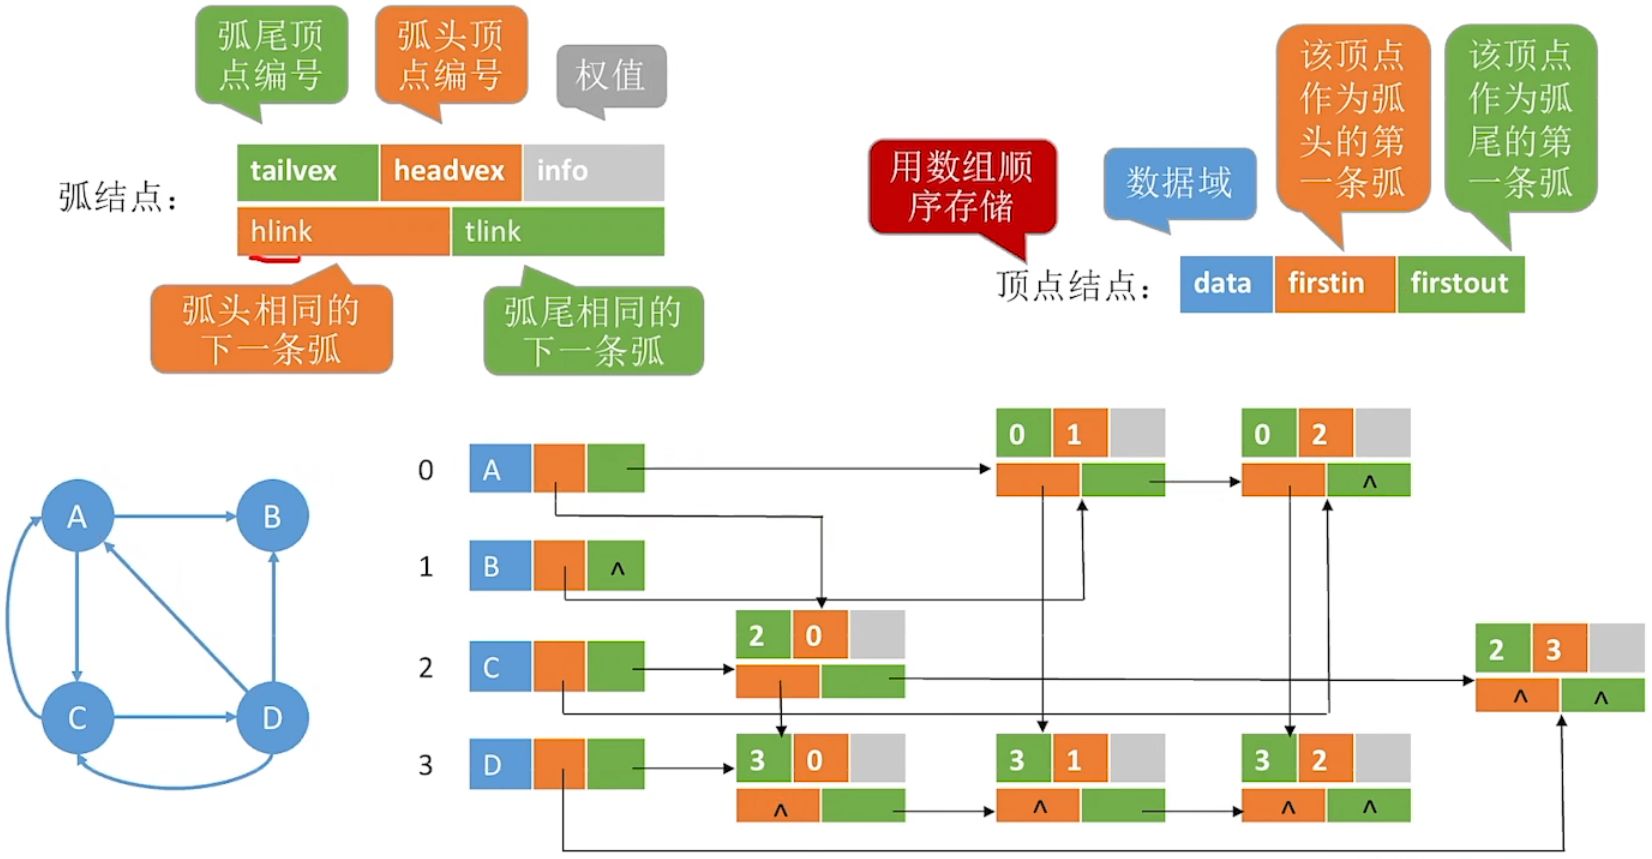 弧尾顶
点编号
弧头顶
点编号
权值
弧结点：
tailvex headvex info
hlink tlink
弧头相同的
下一条弧
弧尾相同的
下一条弧
用数组顺
序存储
数据域
该顶点
作为弧
头的第
一条弧
该顶点
作为弧
尾的第
一条弧
顶点结点：
data firstin firstout
A B
C D
0 A
0 1
0 2
^
1 B ^
2 C
2 0
2 3
^ ^
3 D
3 0
^
3 1
^
3 2
^ ^